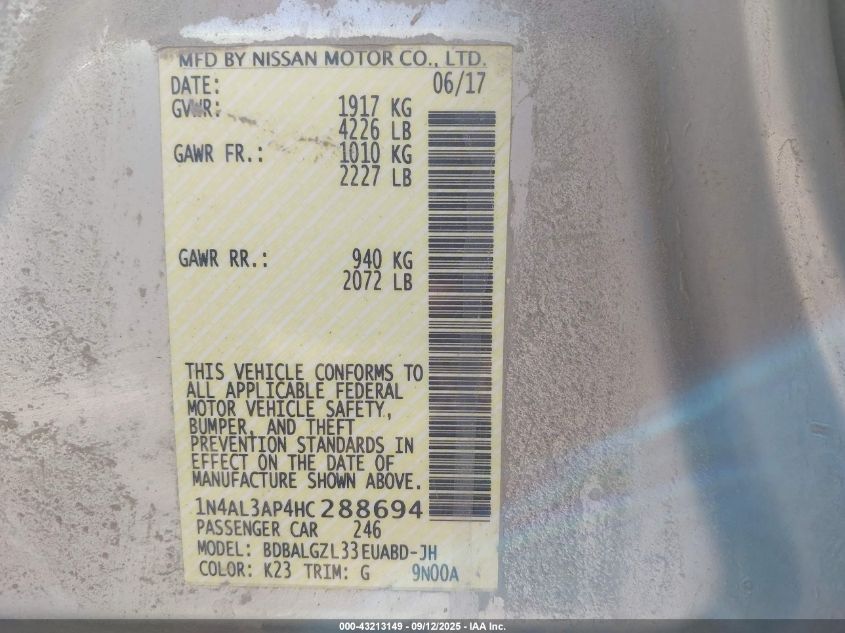 MFD BY NISSAN MOTOR CO., LTD.
DATE: 06/17
GVWR: 1917 KG
4226 LB
GAWR FR.: 1010 KG
2227 LB
GAWR RR.: 940 KG
2072 LB
THIS VEHICLE CONFORMS TO
ALL APPLICABLE FEDERAL
MOTOR VEHICLE SAFETY,
BUMPER, AND THEFT
PREVENTION STANDARDS IN
EFFECT ON THE DATE OF
MANUFACTURE SHOWN ABOVE.
1N4AL3AP4HC288694
PASSENGER CAR 246
MODEL: BDBALGZL33EUABD-JH
COLOR: K23 TRIM: G 9N00A
000-43213149 - 09/12/2025 - IAA Inc.